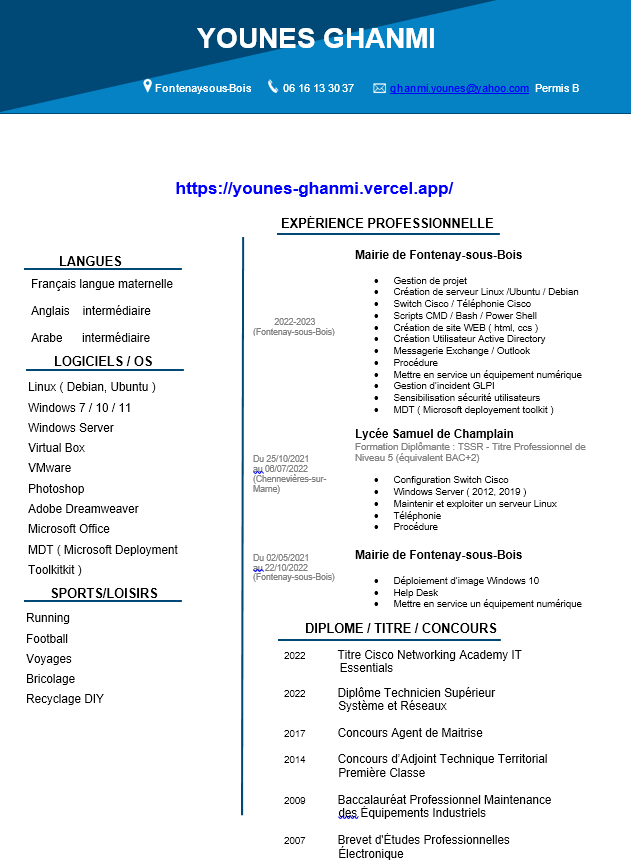 YOUNES GHANMI
Fontenay-sous-Bois 06 16 13 30 37 ghanmi.younes@yahoo.com Permis B
https://younes-ghanmi.vercel.app/
LANGUES
Français langue maternelle
Anglais intermédiaire
Arabe intermédiaire
LOGICIELS / OS
Linux ( Debian, Ubuntu )
Windows 7 / 10 / 11
Windows Server
Virtual Box
VMware
Photoshop
Adobe Dreamweaver
Microsoft Office
MDT ( Microsoft Deployment
Toolkitkit )
SPORTS/LOISIRS
Running
Football
Voyages
Bricolage
Recyclage DIY
EXPÉRIENCE PROFESSIONNELLE
Mairie de Fontenay-sous-Bois
2022-2023
(Fontenay-sous-Bois)
• Gestion de projet
• Création de serveur Linux /Ubuntu / Debian
• Switch Cisco / Téléphonie Cisco
• Scripts CMD / Bash / Power Shell
• Création de site WEB ( html, ccs )
• Création Utilisateur Active Directory
• Messagerie Exchange / Outlook
• Procédure
• Mettre en service un équipement numérique
• Gestion d'incident GLPI
• Sensibilisation sécurité utilisateurs
• MDT ( Microsoft deployement toolkit )
Lycée Samuel de Champlain
Formation Diplômante : TSSR - Titre Professionnel de
Niveau 5 (équivalent BAC+2)
Du 25/10/2021
au 06/07/2022
(Chennevières-sur-
Marne)
• Configuration Switch Cisco
• Windows Server ( 2012, 2019 )
• Maintenir et exploiter un serveur Linux
• Téléphonie
• Procédure
Mairie de Fontenay-sous-Bois
Du 02/05/2021
au 22/10/2022
(Fontenay-sous-Bois)
• Déploiement d'image Windows 10
• Help Desk
• Mettre en service un équipement numérique
DIPLOME / TITRE / CONCOURS
2022 Titre Cisco Networking Academy IT
Essentials
2022 Diplôme Technicien Supérieur
Système et Réseaux
2017 Concours Agent de Maitrise
2014 Concours d'Adjoint Technique Territorial
Première Classe
2009 Baccalauréat Professionnel Maintenance
des Équipements Industriels
2007 Brevet d'Études Professionnelles
Électronique